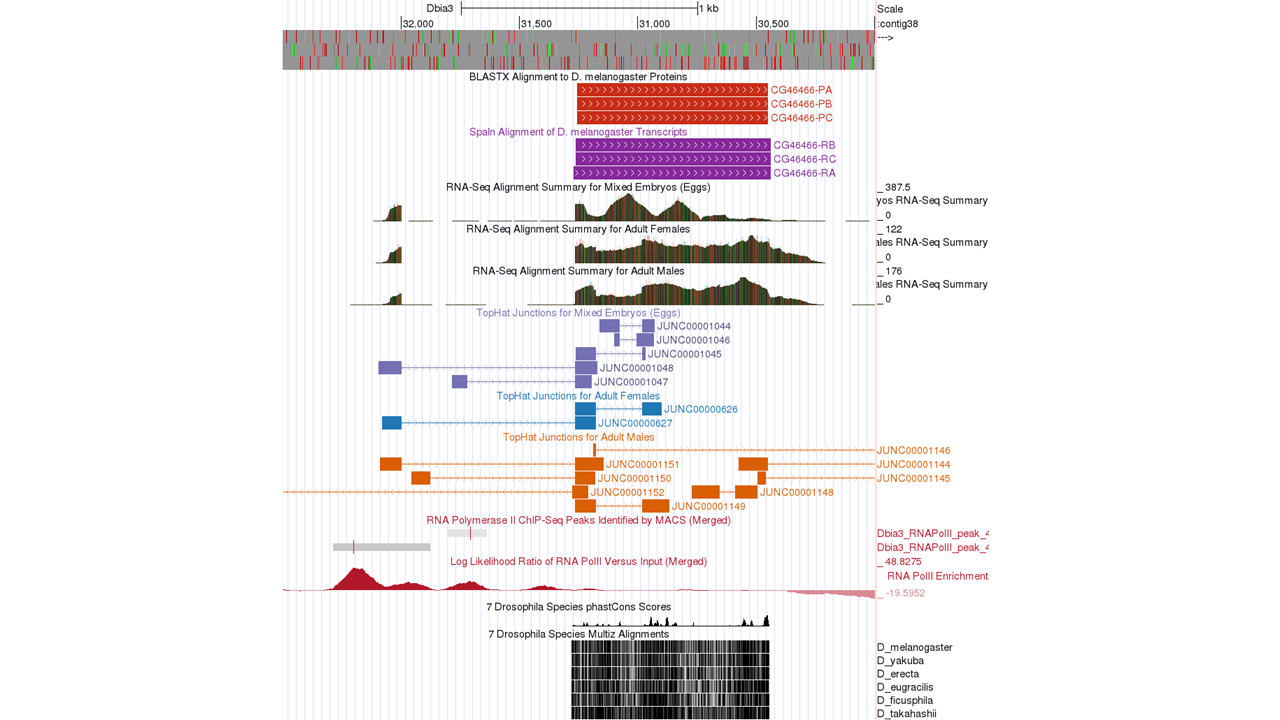 Dbia3 1 kb Scale
32,000 31,500 31,000 30,500 :contig38
--->
BLASTX Alignment to D. melanogaster Proteins
CG46466-PA
CG46466-PB
CG46466-PC
Spaln Alignment of D. melanogaster Transcripts
CG46466-RB
CG46466-RC
CG46466-RA
RNA-Seq Alignment Summary for Mixed Embryos (Eggs)
387.5
yos RNA-Seq Summary
0
RNA-Seq Alignment Summary for Adult Females
122
ales RNA-Seq Summary
0
RNA-Seq Alignment Summary for Adult Males
176
ales RNA-Seq Summary
0
TopHat Junctions for Mixed Embryos (Eggs)
JUNC00001044
JUNC00001046
JUNC00001045
JUNC00001048
JUNC00001047
TopHat Junctions for Adult Females
JUNC00000626
JUNC00000627
TopHat Junctions for Adult Males
JUNC00001146
JUNC00001151 JUNC00001144
JUNC00001150 JUNC00001145
JUNC00001152 JUNC00001148
JUNC00001149
RNA Polymerase II ChIP-Seq Peaks Identified by MACS (Merged)
Dbia3_RNAPolII_peak_4
Dbia3_RNAPolII_peak_4
Log Likelihood Ratio of RNA PolII Versus Input (Merged)
48.8275
RNA PolII Enrichment
-19.5952
7 Drosophila Species phastCons Scores
7 Drosophila Species Multiz Alignments
D_melanogaster
D_yakuba
D_erecta
D_eugracilis
D_ficusphila
D_takahashii